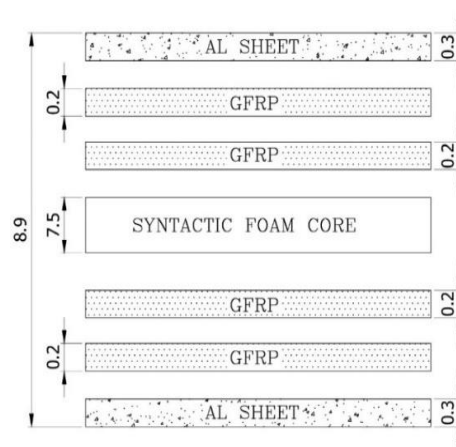 AL SHEET
0.3
0.2
GFRP
GFRP
0.2
8.9
7.5
SYNTACTIC FOAM CORE
GFRP
0.2
0.2
GFRP
AL SHEET
0.3